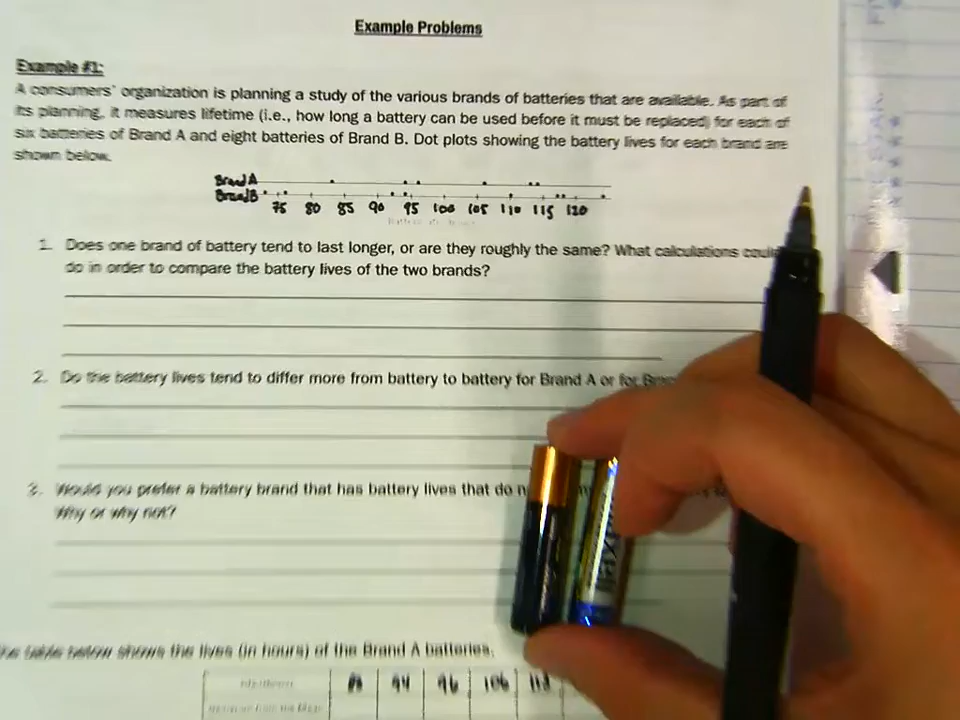 Example Problems
Example #1:
A consumers' organization is planning a study of the various brands of batteries that are available. As part of
its planning, it measures lifetime (i.e., how long a battery can be used before it must be replaced) for each of
six batteries of Brand A and eight batteries of Brand B. Dot plots showing the battery lives for each brand are
shown below.
Brand A
Brand B
75 80 85 90 95 100 105 110 115 120
1. Does one brand of battery tend to last longer, or are they roughly the same? What calculations could
do in order to compare the battery lives of the two brands?
2. Do the battery lives tend to differ more from battery to battery for Brand A or for
3. Would you prefer a battery brand that has battery lives that do
Why or why not?
table below shows the lives (in hours) of the Brand A batteries.
94 96 106